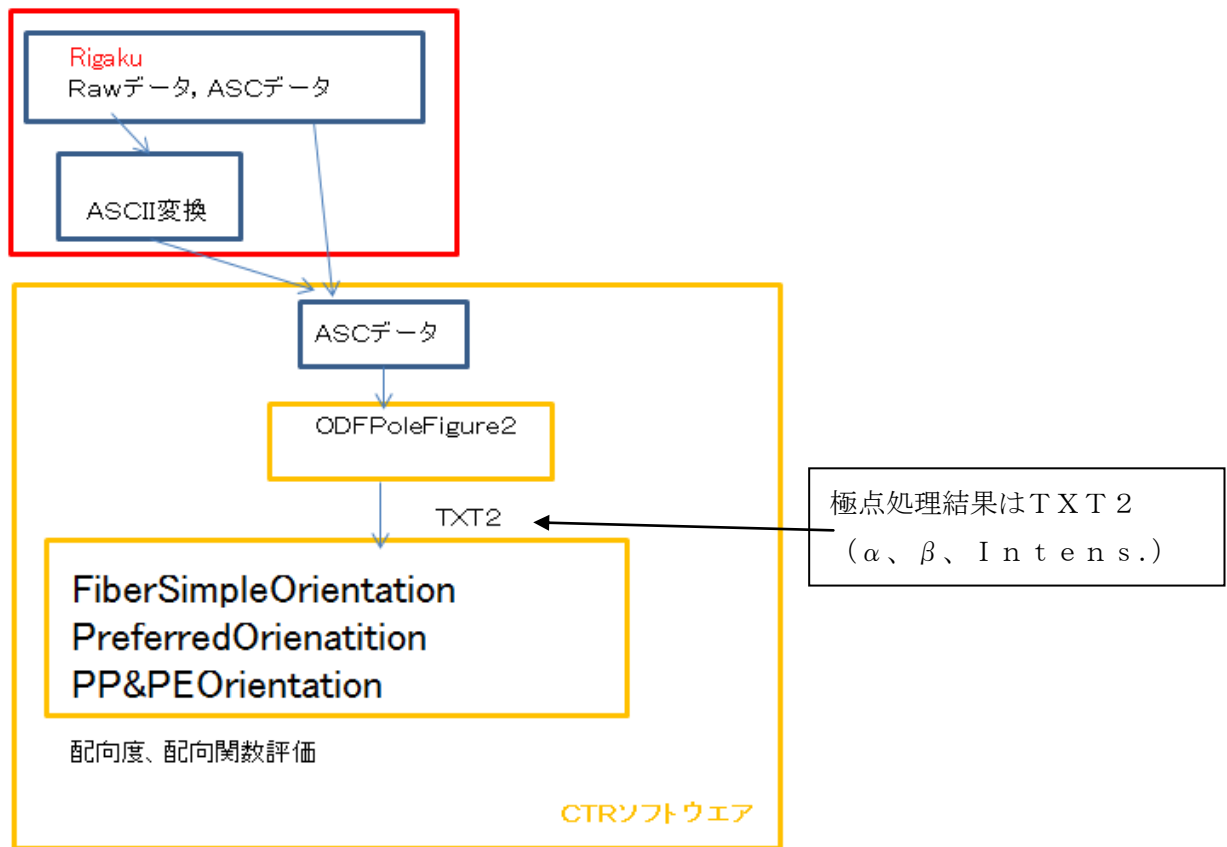 Rigaku
Rawデータ, ASCデータ
ASCII変換
ASCデータ
ODFPoleFigure2
TXT2
極点処理結果はＴＸＴ２
（α、β、Ｉｎｔｅｎｓ.）
FiberSimpleOrientation
PreferredOrienatition
PP&PEOrientation
配向度、配向関数評価
CTRソフトウエア